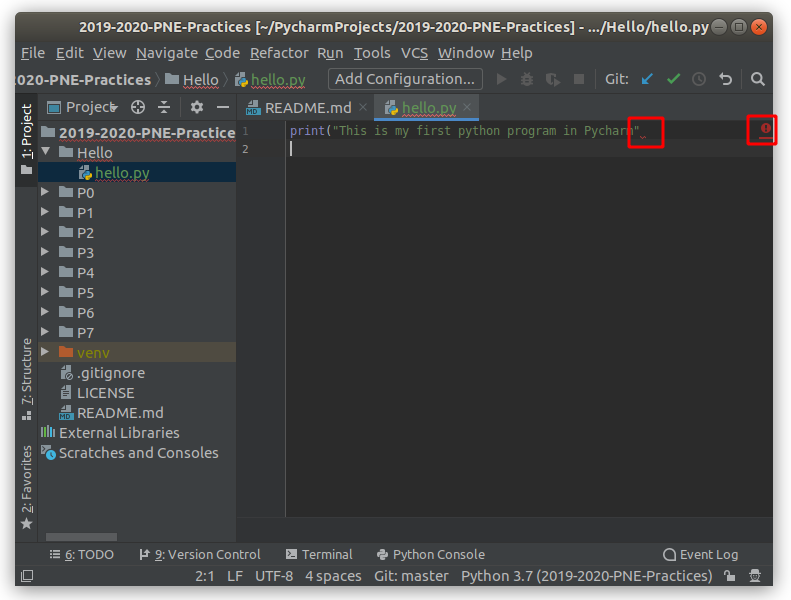 2019-2020-PNE-Practices [~/PycharmProjects/2019-2020-PNE-Practices] - .../Hello/hello.py
File Edit View Navigate Code Refactor Run Tools VCS Window Help
2020-PNE-Practices Hello hello.py Add Configuration... Git:
1: Project
Project
README.md hello.py
2019-2020-PNE-Practice
Hello
hello.py
P0
P1
P2
P3
P4
P5
P6
P7
venv
.gitignore
LICENSE
README.md
External Libraries
Scratches and Consoles
1 print("This is my first python program in Pycharm"
2
7: Structure
2: Favorites
6: TODO 9: Version Control Terminal Python Console Event Log
2:1 LF UTF-8 4 spaces Git: master Python 3.7 (2019-2020-PNE-Practices)